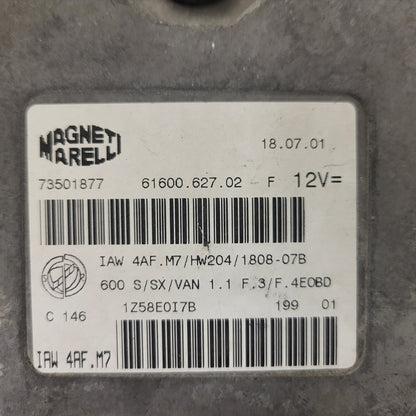 MAGNETI
MARELLI
18.07.01
73501877 61600.627.02 - F 12V=
IAW 4AF.M7/HW204/1808-07B
600 S/SX/VAN 1.1 F.3/F.4EOBD
C 146 1Z58E0I7B 199 01
IAW 4AF.M7